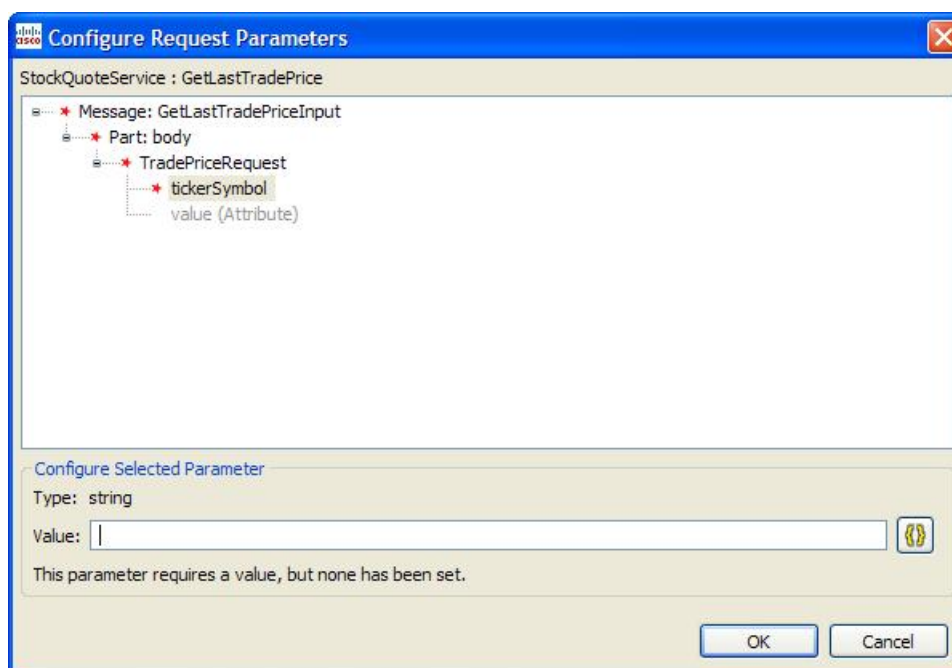 cisco Configure Request Parameters
StockQuoteService : GetLastTradePrice
* Message: GetLastTradePriceInput
* Part: body
* TradePriceRequest
* tickerSymbol
value (Attribute)
Configure Selected Parameter
Type: string
Value: {}
This parameter requires a value, but none has been set.
OK Cancel